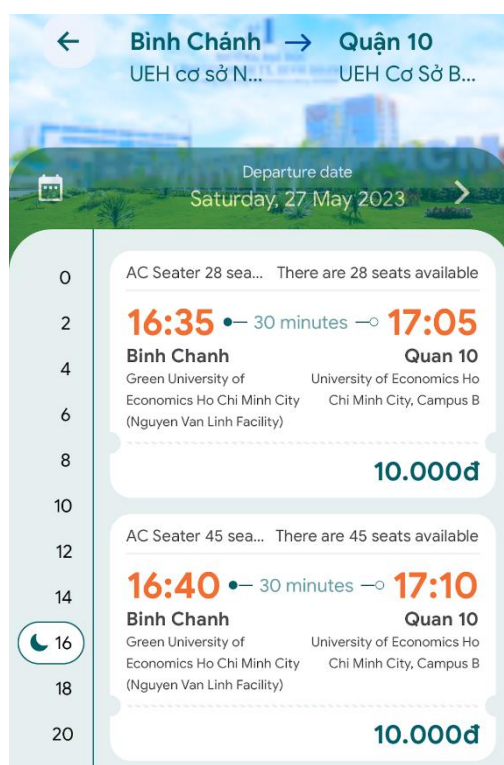 Bình Chánh → Quận 10
UEH cơ sở N... UEH Cơ Sở B...
Departure date
Saturday, 27 May 2023
0
2
4
6
8
10
12
14
16
18
20
AC Seater 28 sea... There are 28 seats available
16:35 30 minutes 17:05
Binh Chanh Quan 10
Green University of University of Economics Ho
Economics Ho Chi Minh City Chi Minh City, Campus B
(Nguyen Van Linh Facility)
10.000đ
AC Seater 45 sea... There are 45 seats available
16:40 30 minutes 17:10
Binh Chanh Quan 10
Green University of University of Economics Ho
Economics Ho Chi Minh City Chi Minh City, Campus B
(Nguyen Van Linh Facility)
10.000đ